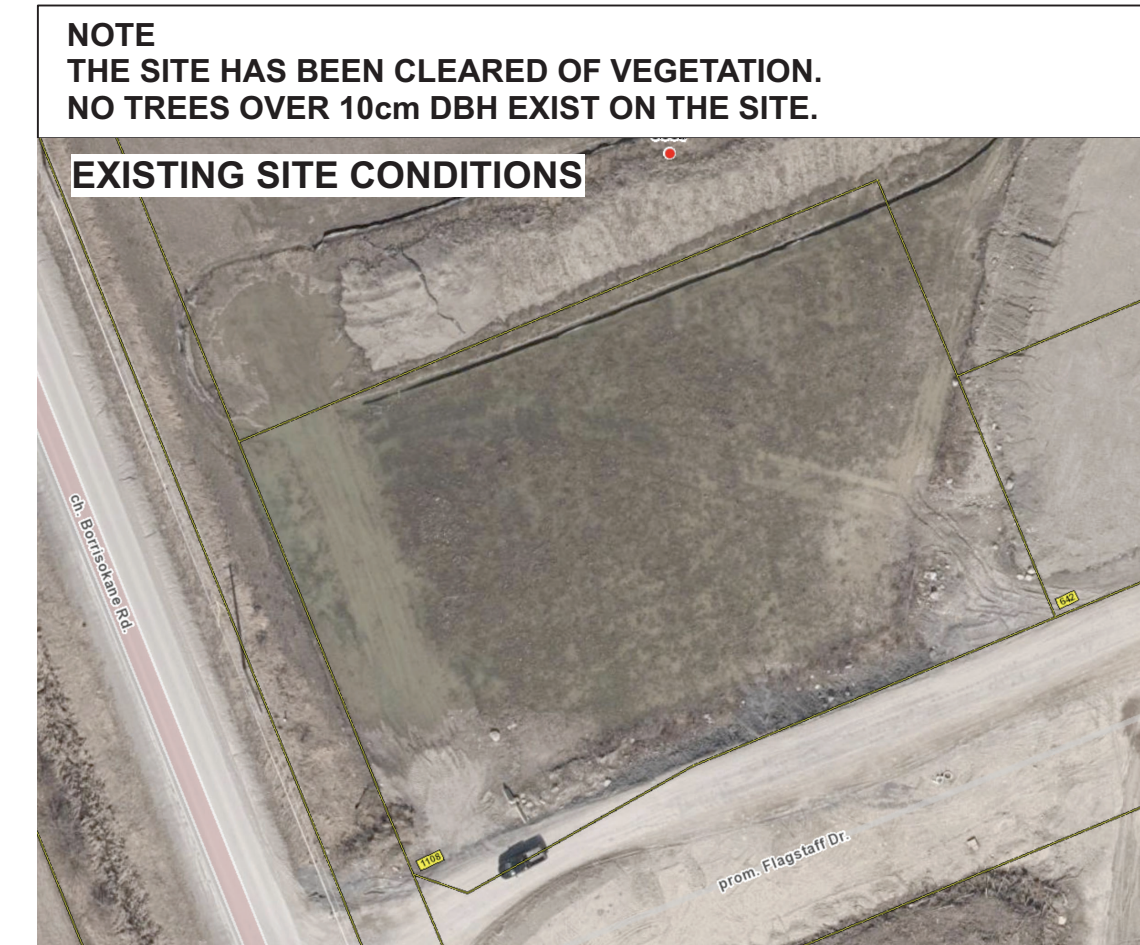 NOTE
THE SITE HAS BEEN CLEARED OF VEGETATION.
NO TREES OVER 10cm DBH EXIST ON THE SITE.
EXISTING SITE CONDITIONS
ch. Borrisokane Rd.
642
1108
prom. Flagstaff Dr.